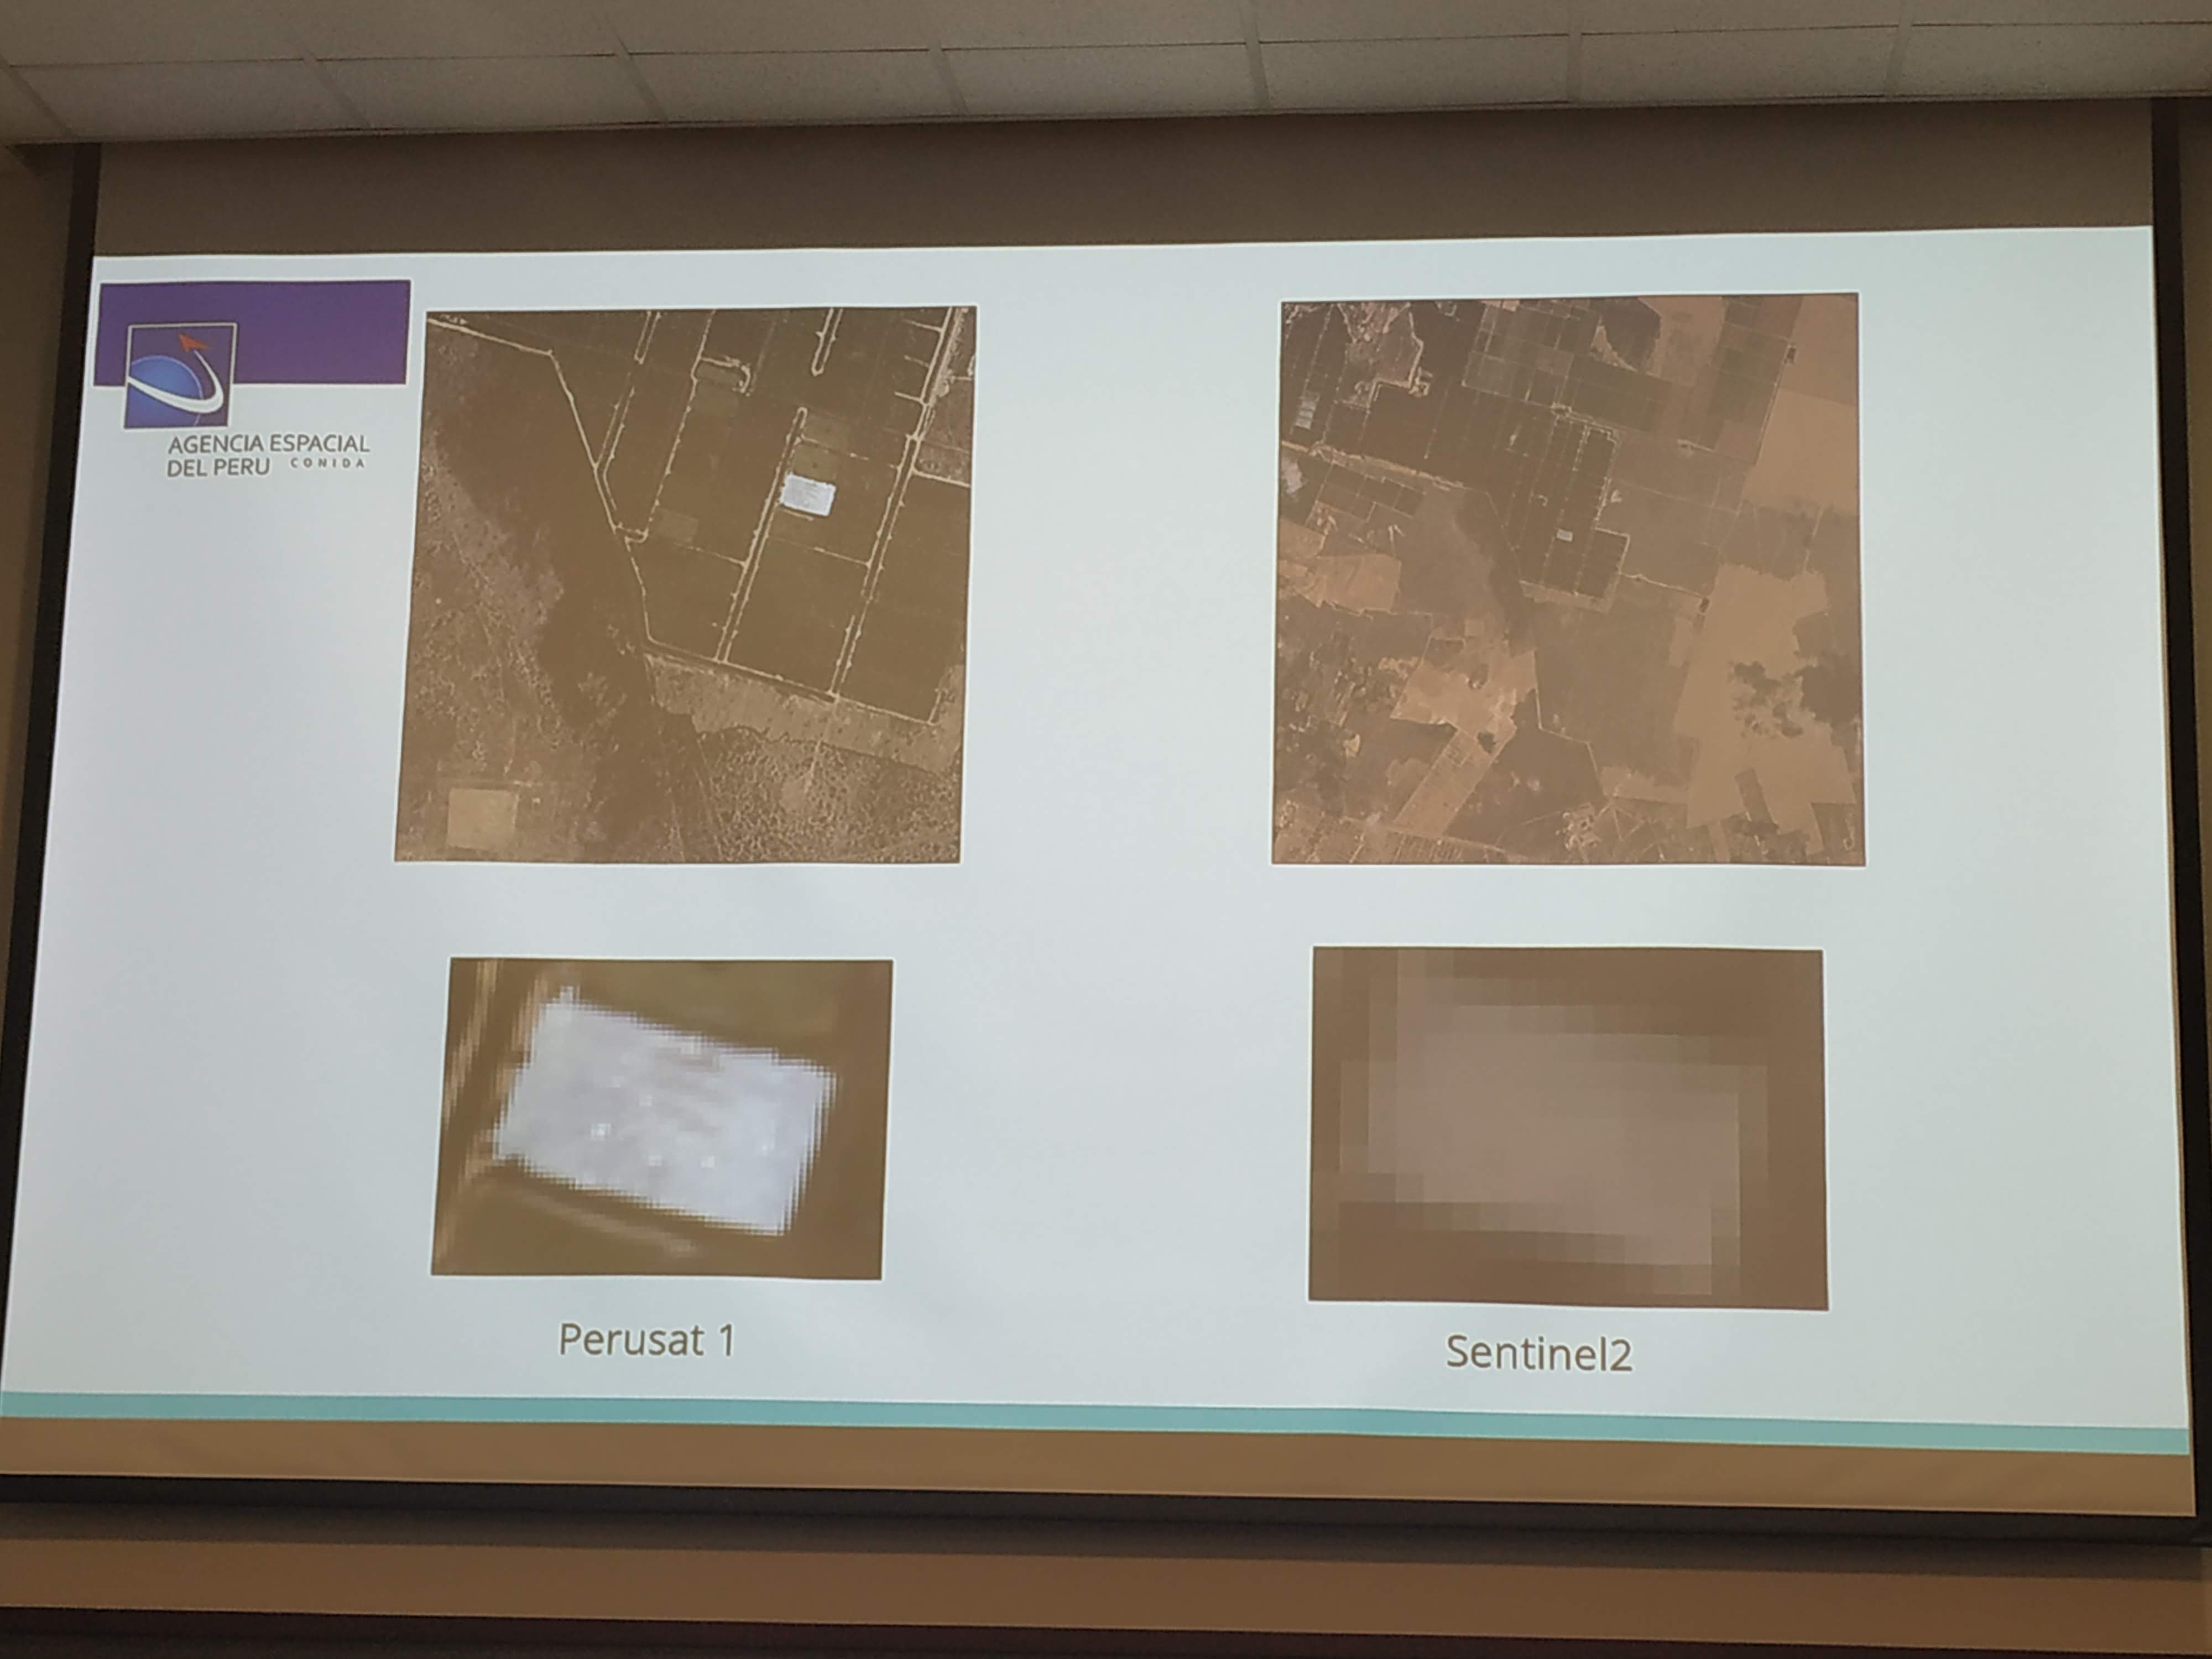 AGENCIA ESPACIAL
DEL PERU CONIDA
Perusat 1
Sentinel2